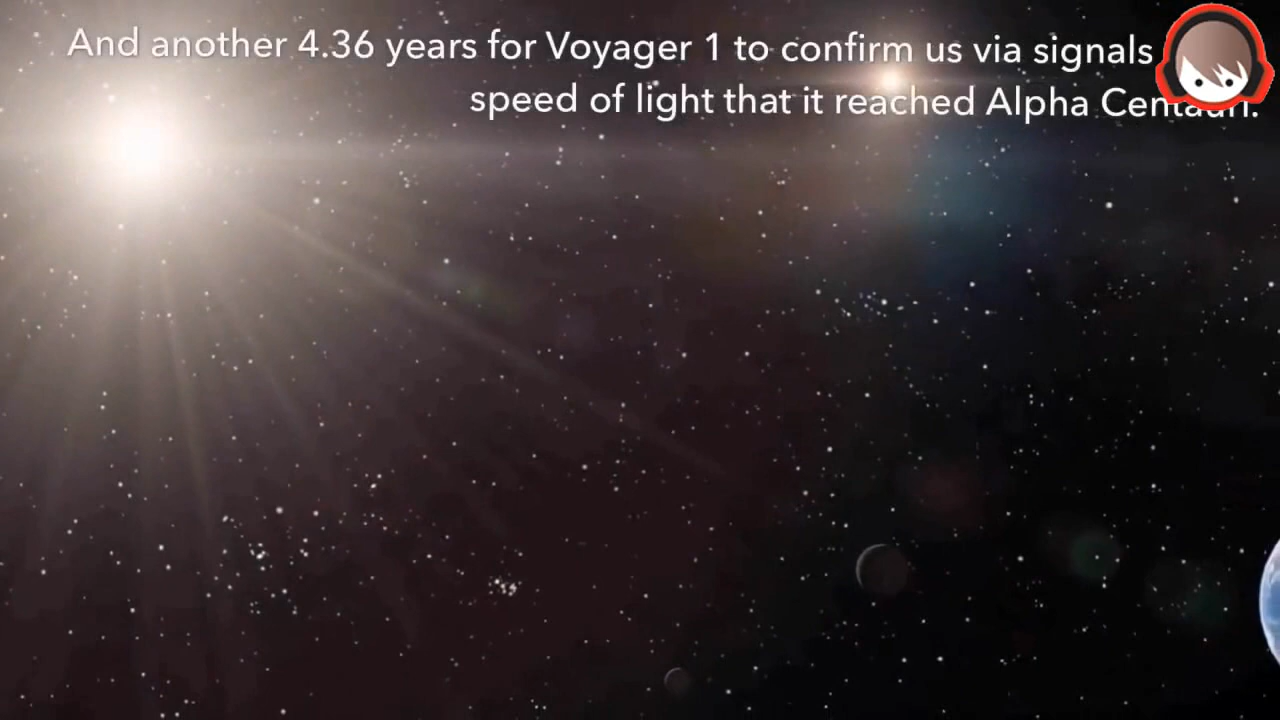 And another 4.36 years for Voyager 1 to confirm us via signals
speed of light that it reached Alpha Centauri.